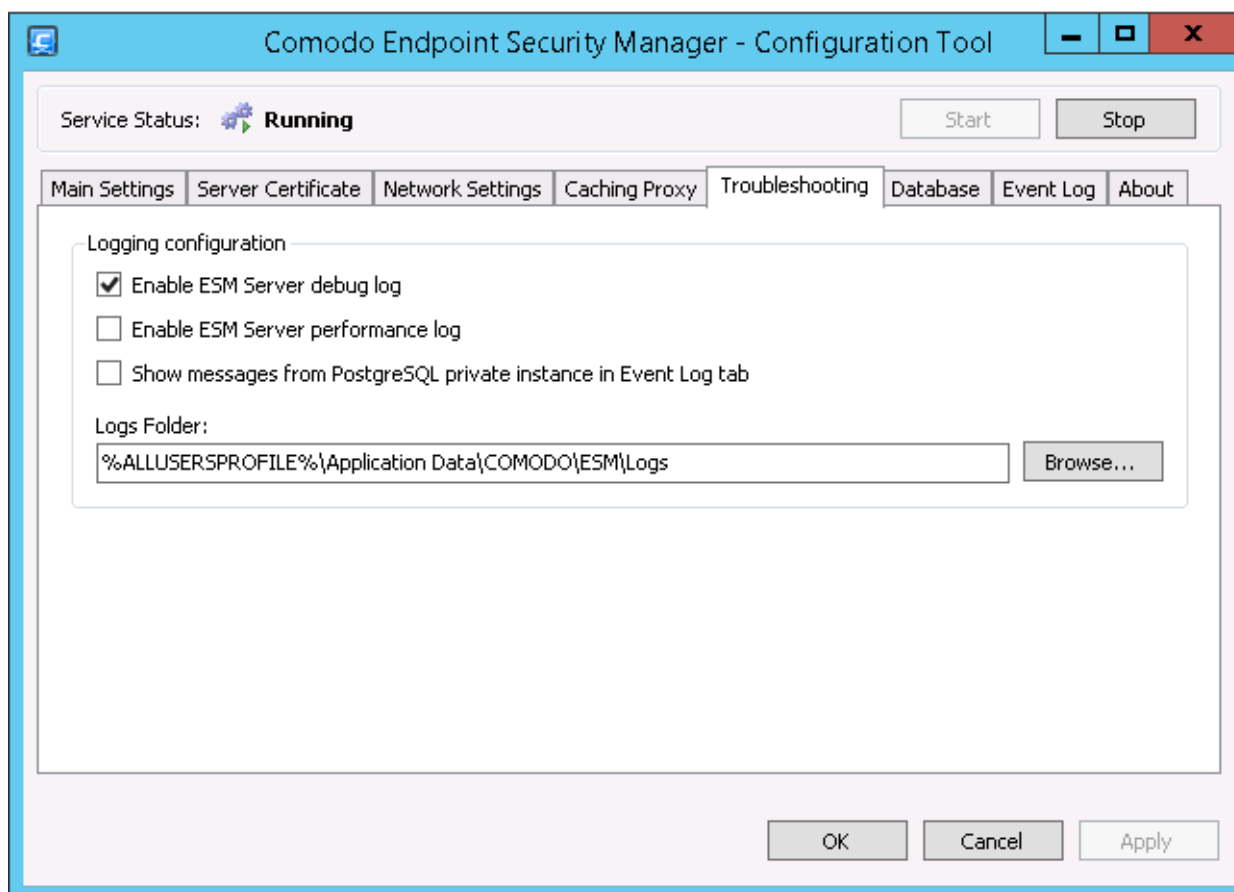 Comodo Endpoint Security Manager - Configuration Tool
Service Status: Running Start Stop
Main Settings Server Certificate Network Settings Caching Proxy Troubleshooting Database Event Log About
Logging configuration
Enable ESM Server debug log
Enable ESM Server performance log
Show messages from PostgreSQL private instance in Event Log tab
Logs Folder:
%ALLUSERSPROFILE%\Application Data\COMODO\ESM\Logs Browse...
OK Cancel Apply